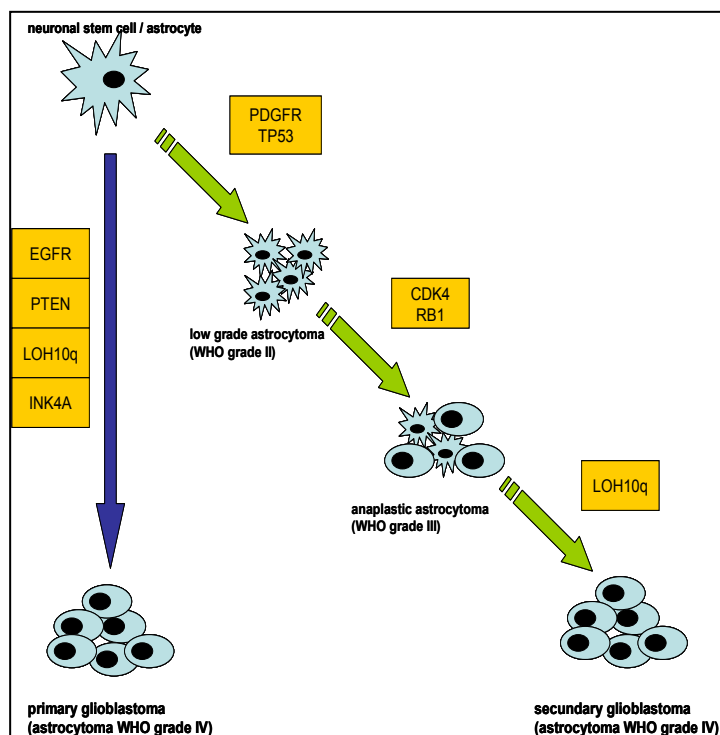 neuronal stem cell / astrocyte
PDGFR
TP53
EGFR
PTEN
LOH10q
INK4A
low grade astrocytoma
(WHO grade II)
CDK4
RB1
anaplastic astrocytoma
(WHO grade III)
LOH10q
primary glioblastoma
(astrocytoma WHO grade IV)
secundary glioblastoma
(astrocytoma WHO grade IV)